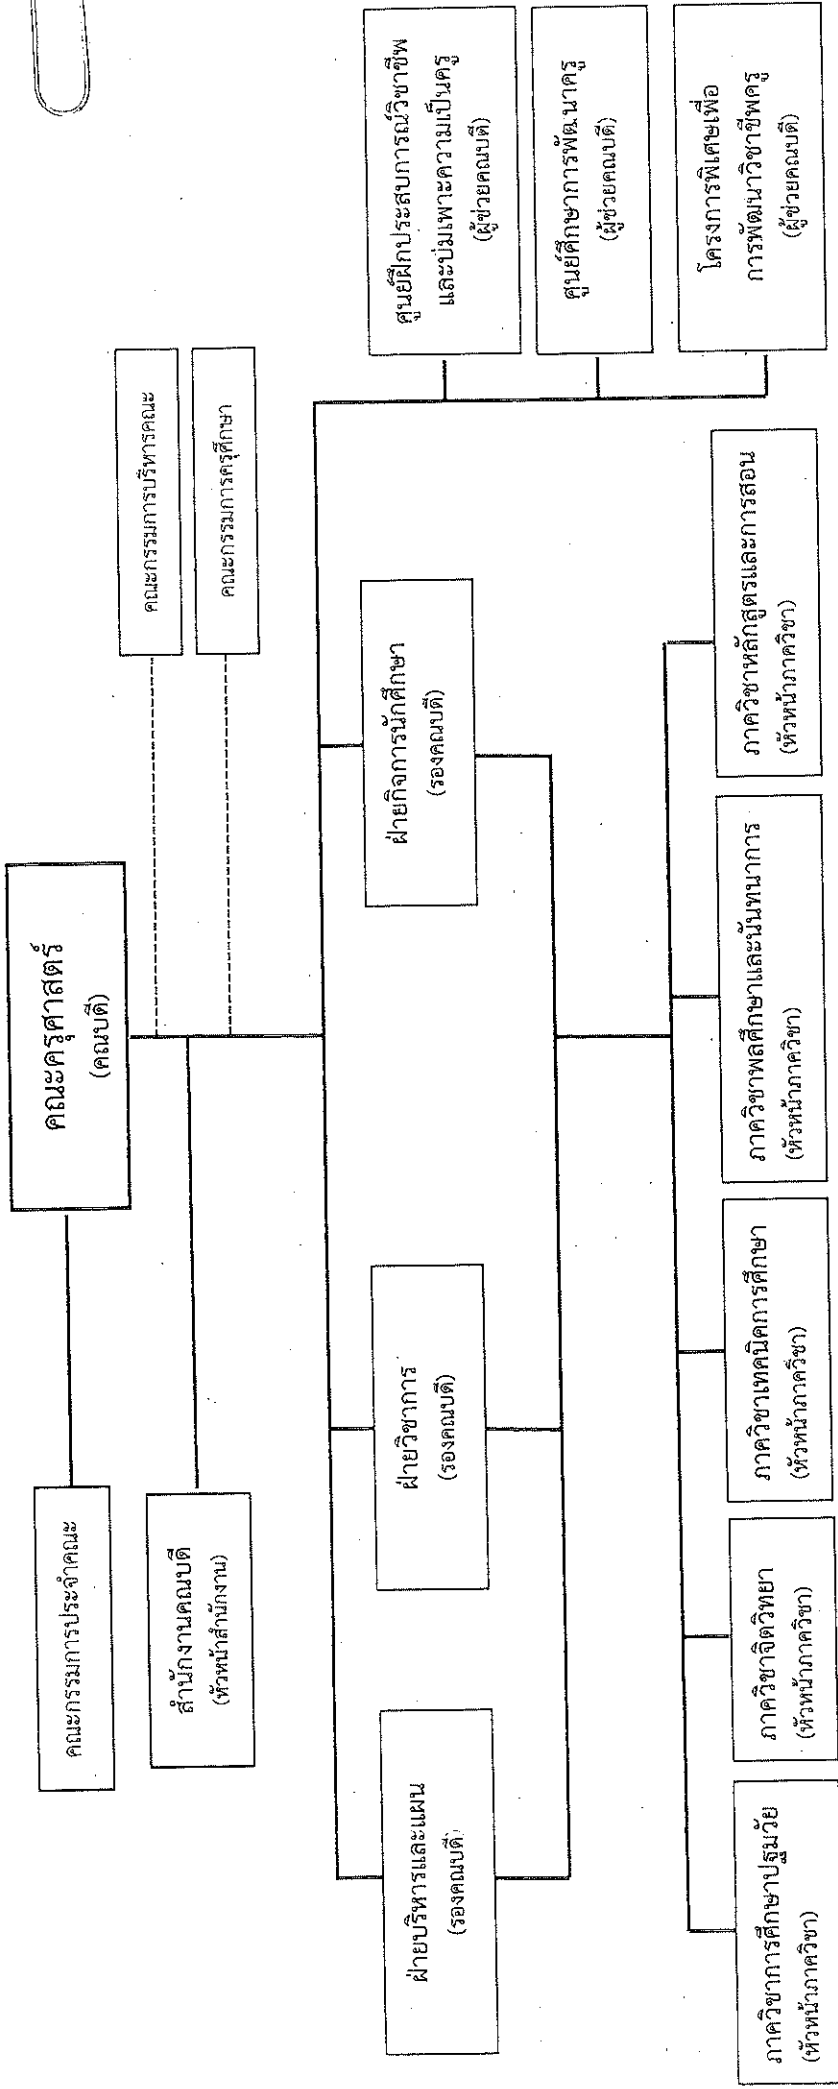 คณะครุศาสตร์
(คณบดี)
คณะกรรมการประจำคณะ
สำนักงานคณบดี
(หัวหน้าสำนักงาน)
คณะกรรมการบริหารคณะ
คณะกรรมการครุศึกษา
ฝ่ายบริหารและแผน
(รองคณบดี)
ฝ่ายวิชาการ
(รองคณบดี)
ฝ่ายกิจการนักศึกษา
(รองคณบดี)
ศูนย์ฝึกประสบการณ์วิชาชีพ
และบ่มเพาะความเป็นครู
(ผู้ช่วยคณบดี)
ศูนย์ศึกษาการพัฒนาครู
(ผู้ช่วยคณบดี)
โครงการพิเศษเพื่อ
การพัฒนาวิชาชีพครู
(ผู้ช่วยคณบดี)
ภาควิชาการศึกษาปฐมวัย
(หัวหน้าภาควิชา)
ภาควิชาจิตวิทยา
(หัวหน้าภาควิชา)
ภาควิชาเทคนิคการศึกษา
(หัวหน้าภาควิชา)
ภาควิชาพลศึกษาและนันทนาการ
(หัวหน้าภาควิชา)
ภาควิชาหลักสูตรและการสอน
(หัวหน้าภาควิชา)